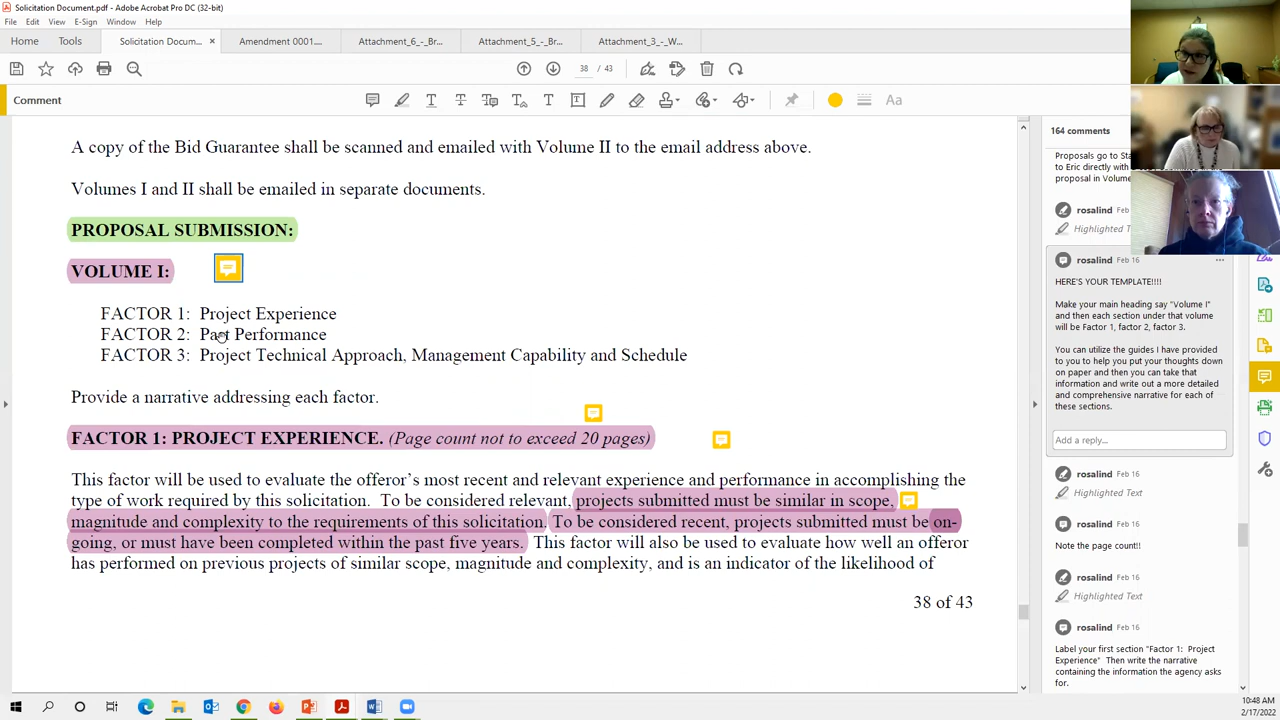 Solicitation Document.pdf - Adobe Acrobat Pro DC (32-bit)
File Edit View E-Sign Window Help
Home Tools Solicitation Docum... × Amendment 0001.... Attachment_6_-_Br... Attachment_5_-_Br... Attachment_3_-_W...
38 / 43
Comment
Aa
A copy of the Bid Guarantee shall be scanned and emailed with Volume II to the email address above.
Volumes I and II shall be emailed in separate documents.
PROPOSAL SUBMISSION:
VOLUME I:
FACTOR 1: Project Experience
FACTOR 2: Past Performance
FACTOR 3: Project Technical Approach, Management Capability and Schedule
Provide a narrative addressing each factor.
FACTOR 1: PROJECT EXPERIENCE. (Page count not to exceed 20 pages)
This factor will be used to evaluate the offeror's most recent and relevant experience and performance in accomplishing the
type of work required by this solicitation. To be considered relevant, projects submitted must be similar in scope,
magnitude and complexity to the requirements of this solicitation. To be considered recent, projects submitted must be on-
going, or must have been completed within the past five years. This factor will also be used to evaluate how well an offeror
has performed on previous projects of similar scope, magnitude and complexity, and is an indicator of the likelihood of
38 of 43
164 comments
Proposals go to Sta
to Eric directly with
proposal in Volum
rosalind Feb
Highlighted Text
rosalind Feb 16
HERE'S YOUR TEMPLATE!!!!
Make your main heading say "Volume I"
and then each section under that volume
will be Factor 1, factor 2, factor 3.
You can utilize the guides I have provided
to you to help you put your thoughts down
on paper and then you can take that
information and write out a more detailed
and comprehensive narrative for each of
these sections.
Add a reply...
rosalind Feb 16
Highlighted Text
rosalind Feb 16
Note the page count!!
rosalind Feb 16
Highlighted Text
rosalind Feb 16
Label your first section "Factor 1: Project
Experience" Then write the narrative
containing the information the agency asks
for.
10:48 AM
2/17/2022